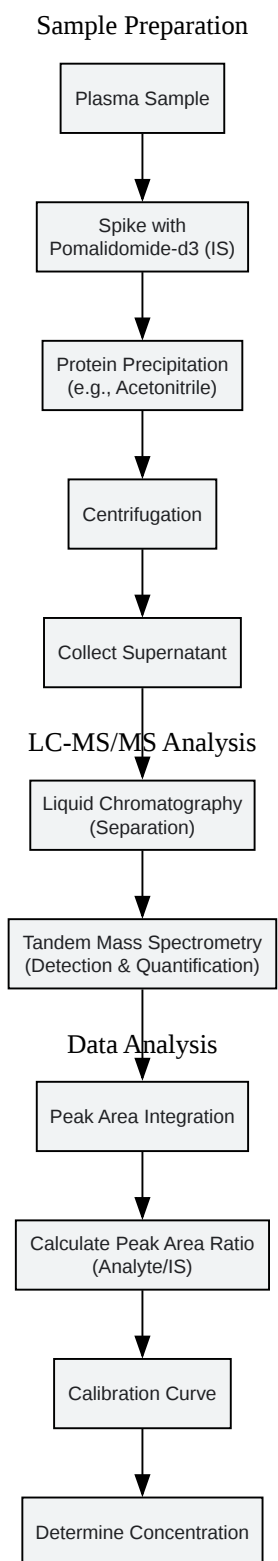 Sample Preparation
Plasma Sample
Spike with
Pomalidomide-d3 (IS)
Protein Precipitation
(e.g., Acetonitrile)
Centrifugation
Collect Supernatant
LC-MS/MS Analysis
Liquid Chromatography
(Separation)
Tandem Mass Spectrometry
(Detection & Quantification)
Data Analysis
Peak Area Integration
Calculate Peak Area Ratio
(Analyte/IS)
Calibration Curve
Determine Concentration